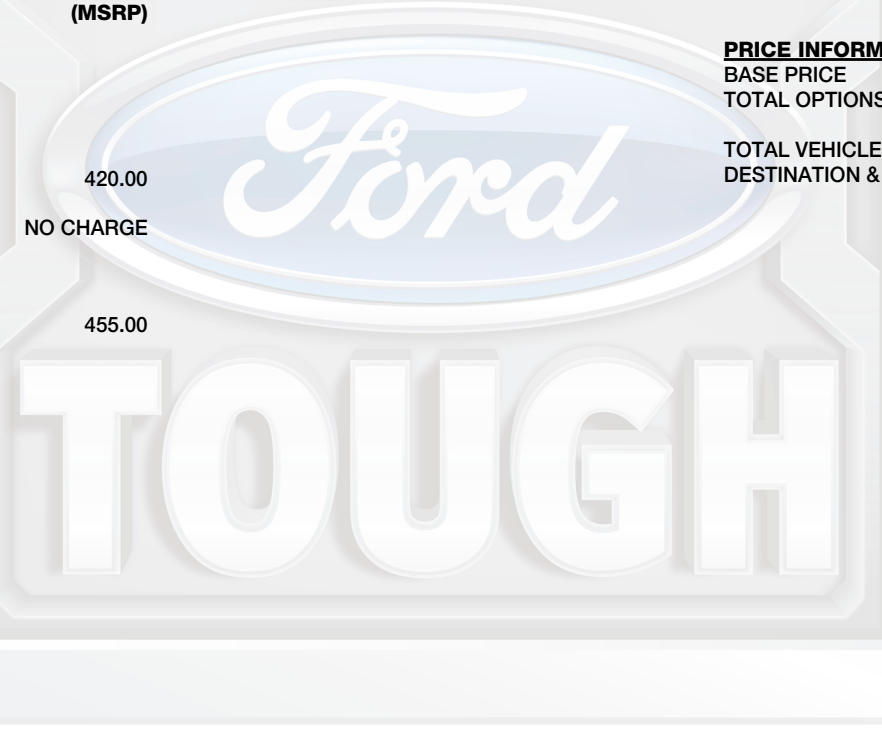 (MSRP)
420.00
NO CHARGE
455.00
PRICE INFORM
BASE PRICE
TOTAL OPTIONS
TOTAL VEHICLE
DESTINATION &
Ford
TOUGH